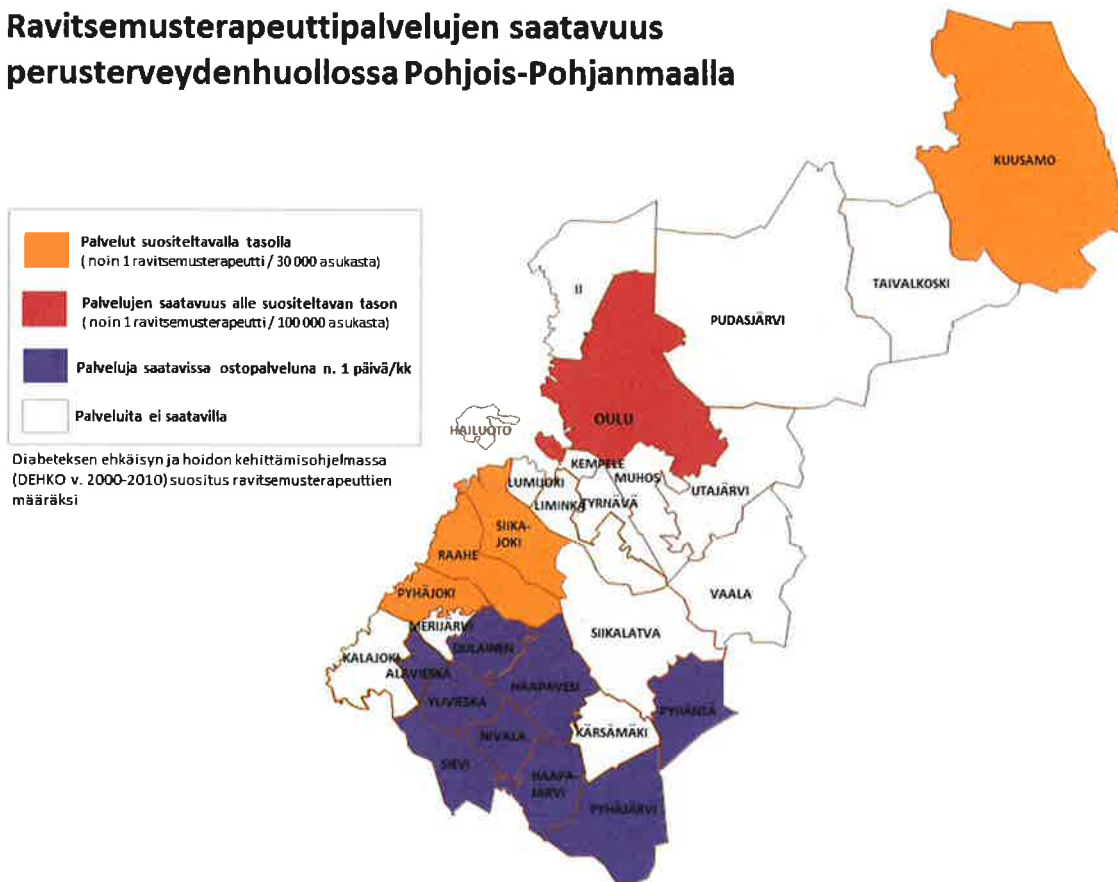 Ravitsemusterapeuttipalvelujen saatavuus
perusterveydenhuollossa Pohjois-Pohjanmaalla
Palvelut suositeltavalla tasolla
( noin 1 ravitsemusterapeutti / 30 000 asukasta)
Palvelujen saatavuus alle suositeltavan tason
( noin 1 ravitsemusterapeutti / 100 000 asukasta)
Palveluja saatavissa ostopalveluna n. 1 päivä/kk
Palveluita ei saatavilla
Diabeteksen ehkäisyn ja hoidon kehittämisohjelmassa
(DEHKO v. 2000-2010) suositus ravitsemusterapeuttien
määräksi
KUUSAMO
TAIVALKOSKI
II
PUDASJÄRVI
OULU
HAILUOTO
KEMPELE
MUHOS
LUMIJOKI
UTAJÄRVI
LIMINKA
TYRNÄVÄ
SIIKA-
JOKI
RAAHE
PYHÄJOKI
VAALA
MERIJÄRVI
SIIKALATVA
OULAINEN
KALAJOKI
ALAVIESKA
HAAPAVESI
YLIVIESKA
PYHÄNTÄ
KÄRSÄMÄKI
NIVALA
SIEVI
HAAPA-
JÄRVI
PYHÄJÄRVI